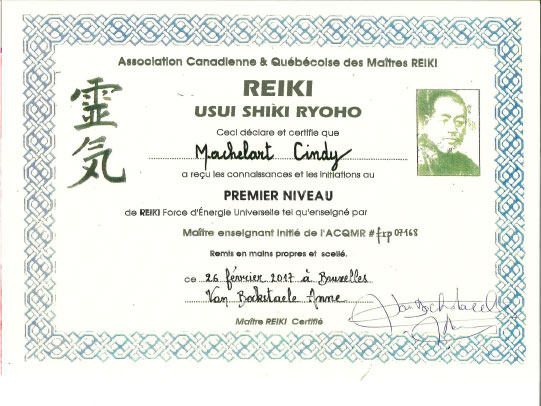 Association Canadienne & Québécoise des Maîtres REIKI
REIKI
USUI SHIKI RYOHO
靈気
Ceci déclare et certifie que
Machelart Cindy
a reçu les connaissances et les initiations au
PREMIER NIVEAU
de REIKI Force d'Énergie Universelle tel qu'enseigné par
Maître enseignant initié de l'ACQMR # frp 07168
Remis en mains propres et scellé.
ce 26 février 2017 à Bruxelles
Van Bockstaele Anne
Maître REIKI Certifié